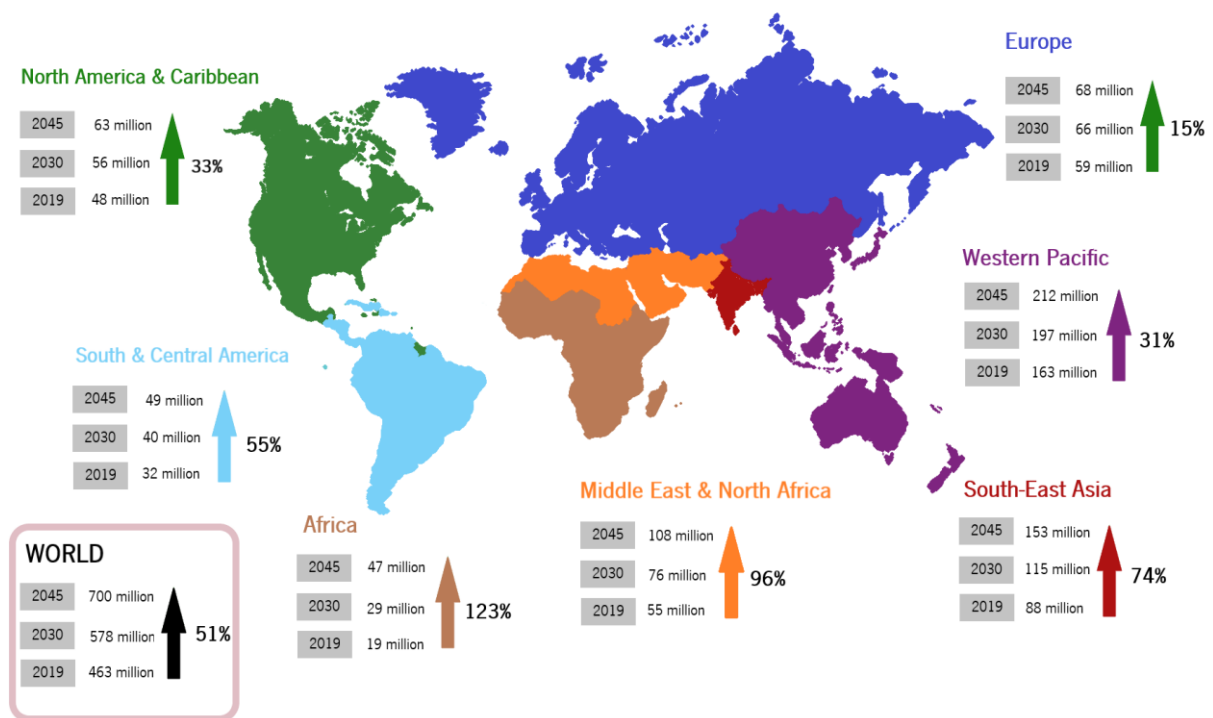 North America & Caribbean
2045 63 million
2030 56 million
2019 48 million
33%
Europe
2045 68 million
2030 66 million
2019 59 million
15%
Western Pacific
2045 212 million
2030 197 million
2019 163 million
31%
South & Central America
2045 49 million
2030 40 million
2019 32 million
55%
Middle East & North Africa
2045 108 million
2030 76 million
2019 55 million
96%
South-East Asia
2045 153 million
2030 115 million
2019 88 million
74%
Africa
2045 47 million
2030 29 million
2019 19 million
123%
WORLD
2045 700 million
2030 578 million
2019 463 million
51%